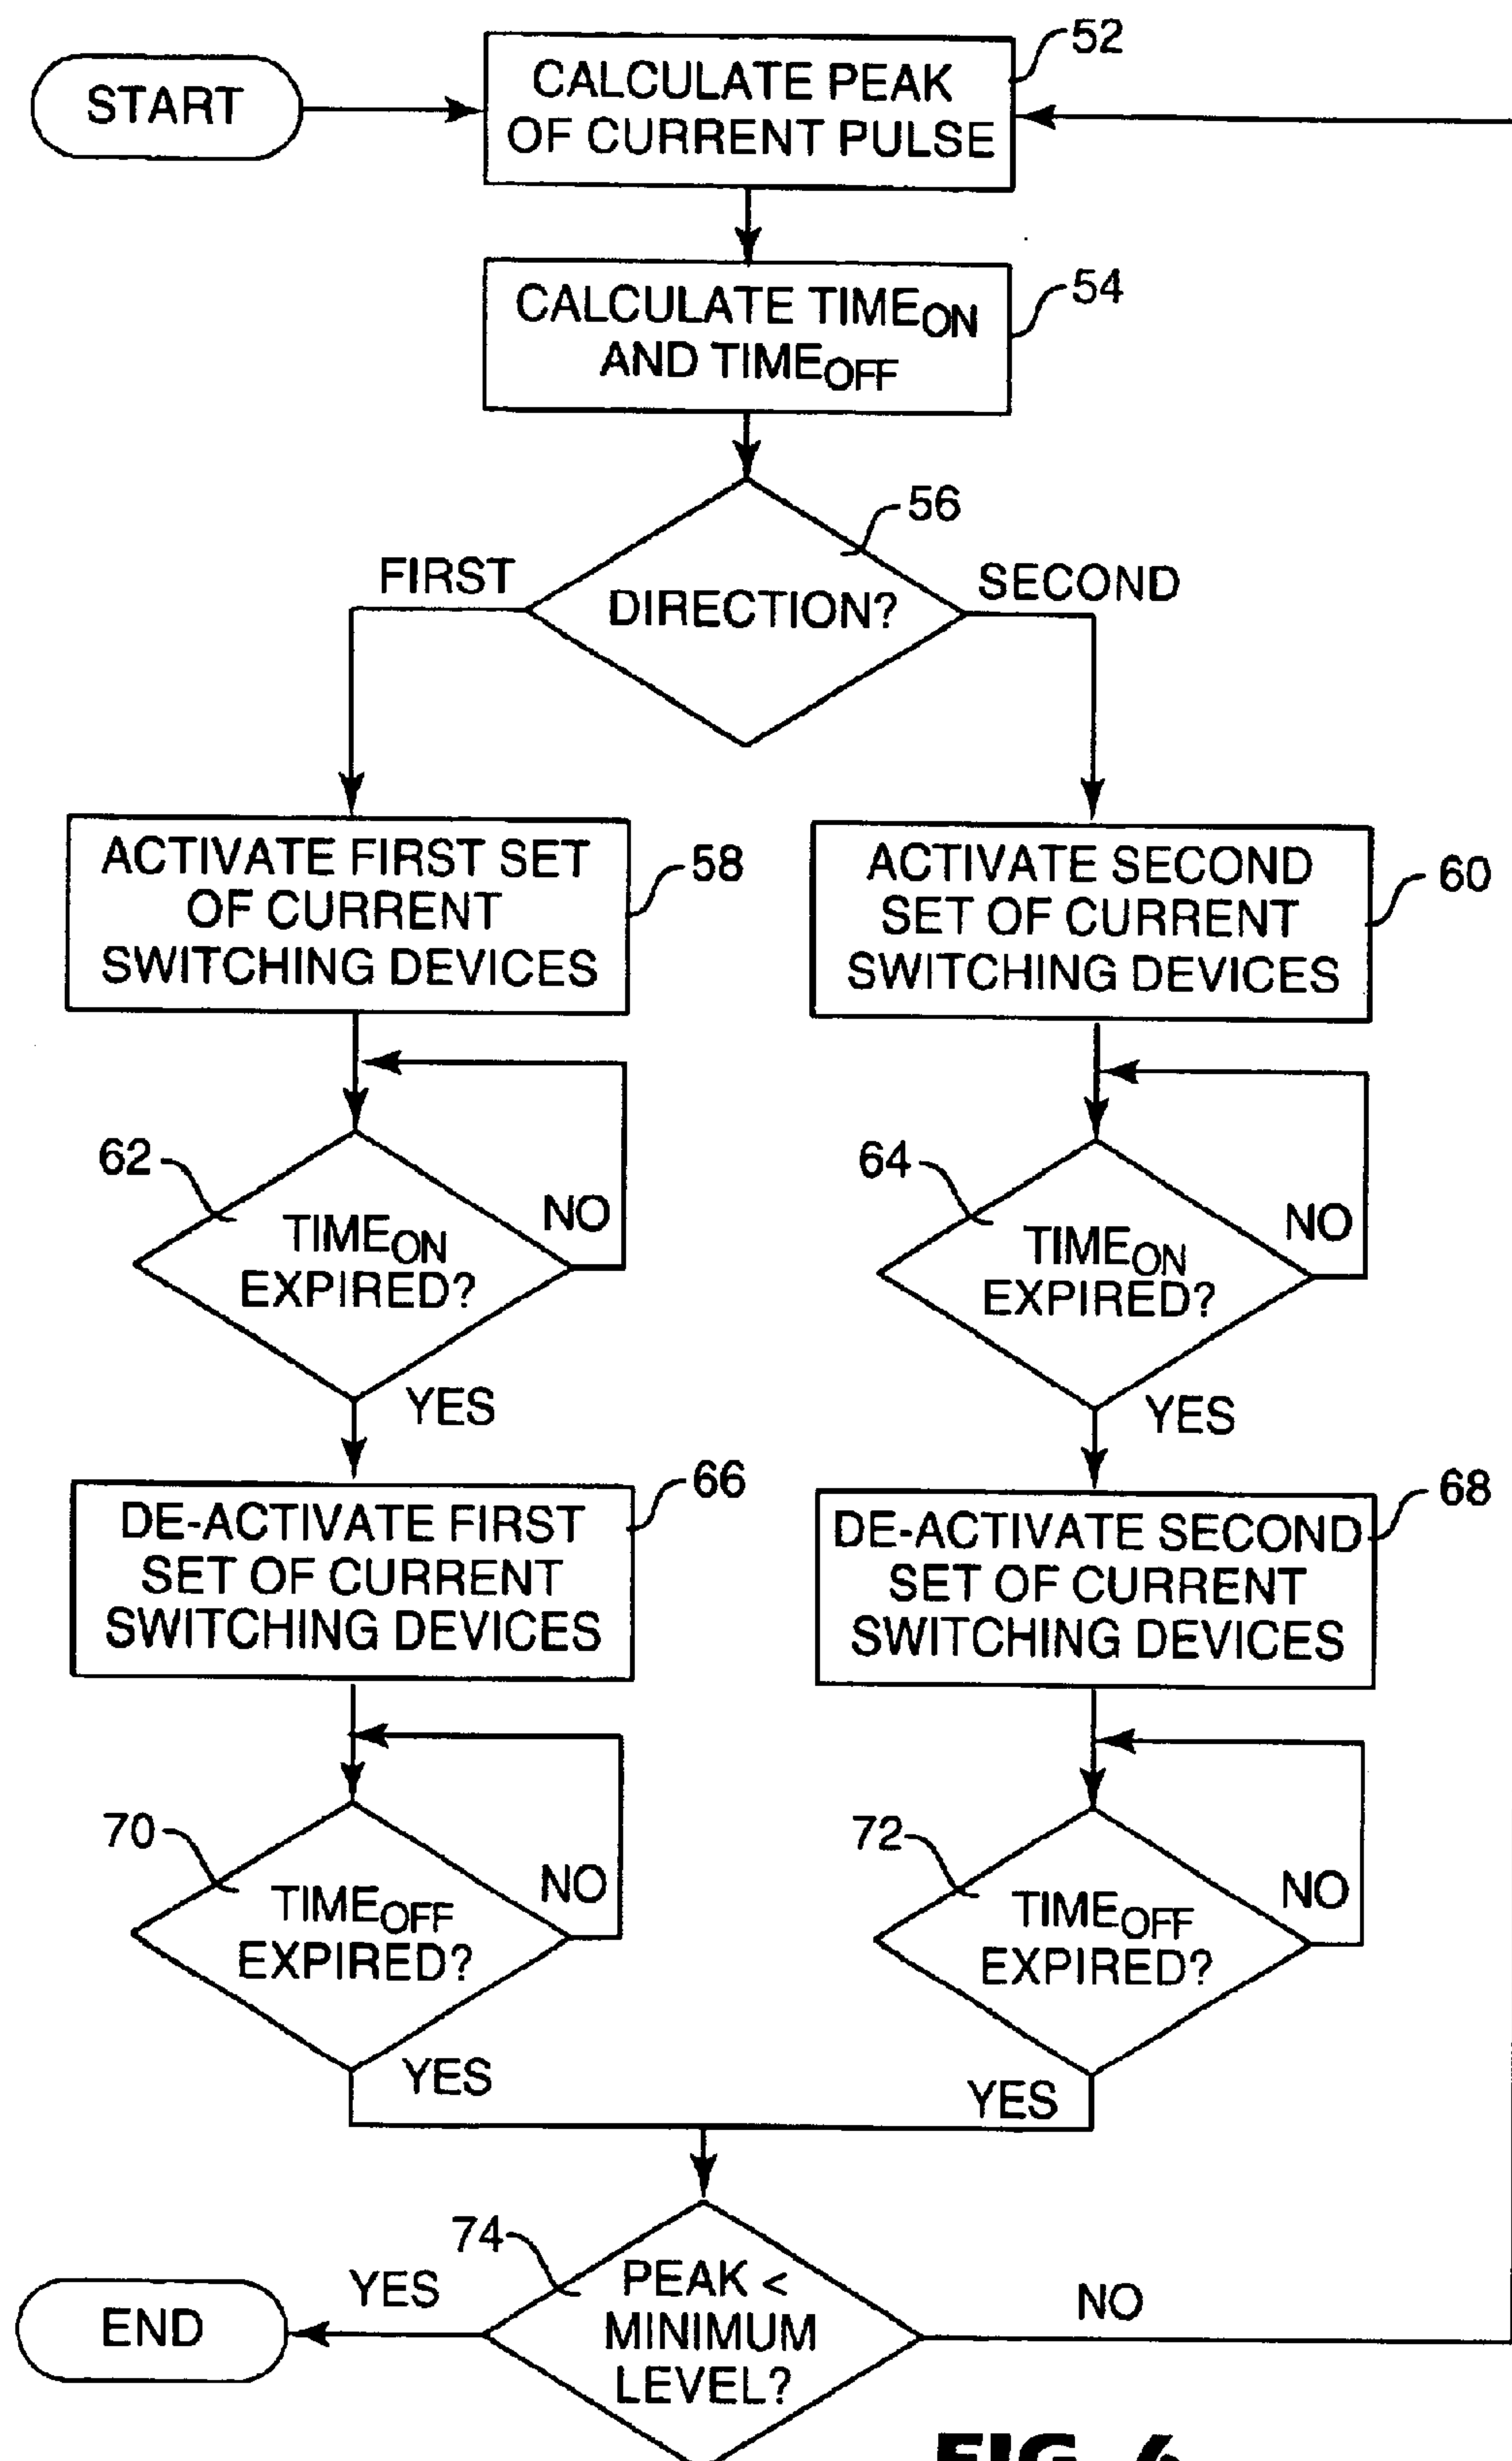 START
CALCULATE PEAK
OF CURRENT PULSE
52
CALCULATE TIMEON
AND TIMEOFF
54
DIRECTION?
56
FIRST
SECOND
ACTIVATE FIRST SET
OF CURRENT
SWITCHING DEVICES
58
ACTIVATE SECOND
SET OF CURRENT
SWITCHING DEVICES
60
62
TIMEON
EXPIRED?
NO
YES
64
TIMEON
EXPIRED?
NO
YES
DE-ACTIVATE FIRST
SET OF CURRENT
SWITCHING DEVICES
66
DE-ACTIVATE SECOND
SET OF CURRENT
SWITCHING DEVICES
68
70
TIMEOFF
EXPIRED?
NO
YES
72
TIMEOFF
EXPIRED?
NO
YES
74
PEAK <
MINIMUM
LEVEL?
YES
NO
END
FIG. 6